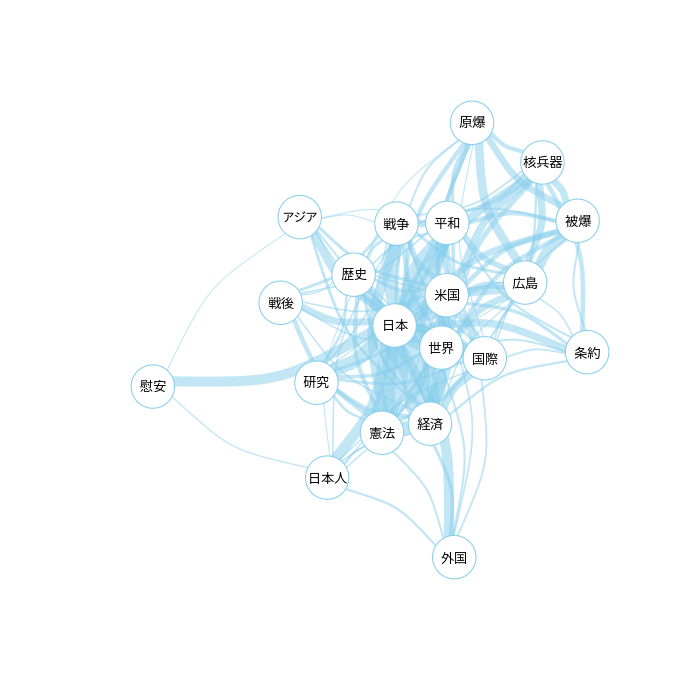 原爆
核兵器
アジア
戦争
平和
被爆
歴史
広島
戦後
米国
日本
世界
国際
条約
慰安
研究
憲法
経済
日本人
外国